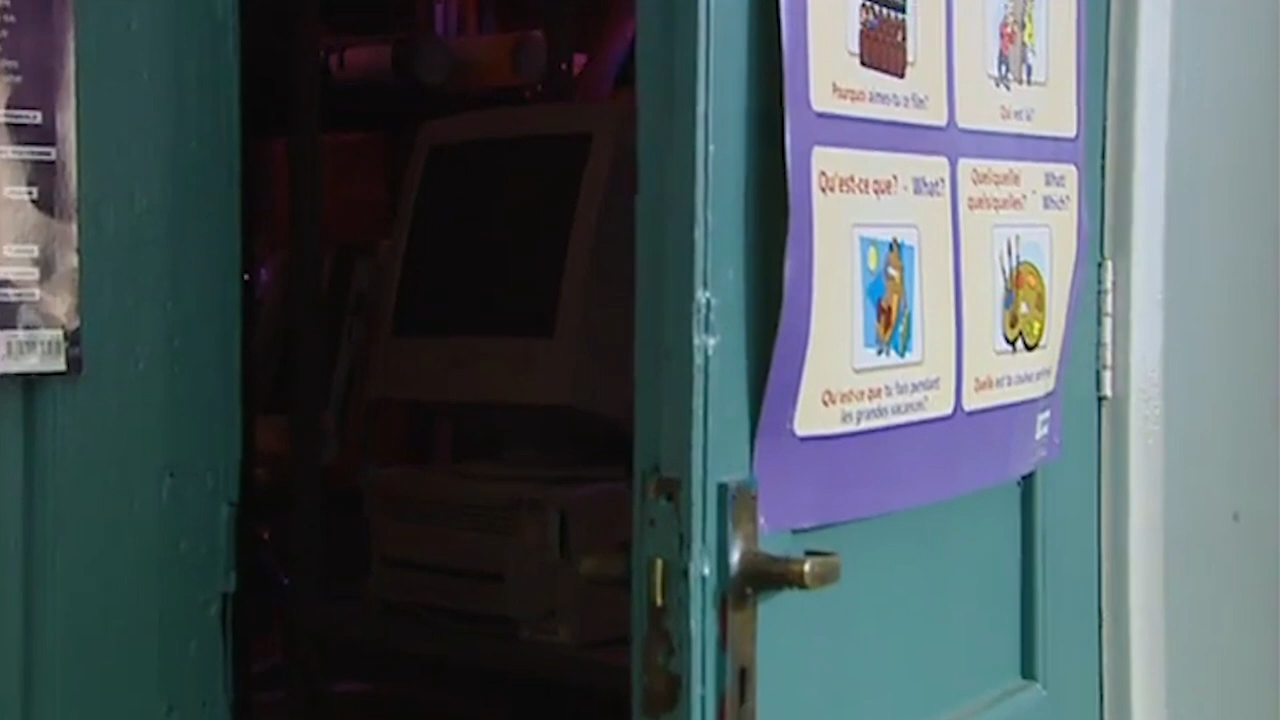 Pourquoi aimes-tu ce film?
Qui est là?
Qu'est-ce que? - What?
Quel/quelle/ What
quels/quelles? - Which?
Qu'est-ce que tu fais pendant
les grandes vacances?
Quelle est ta couleur